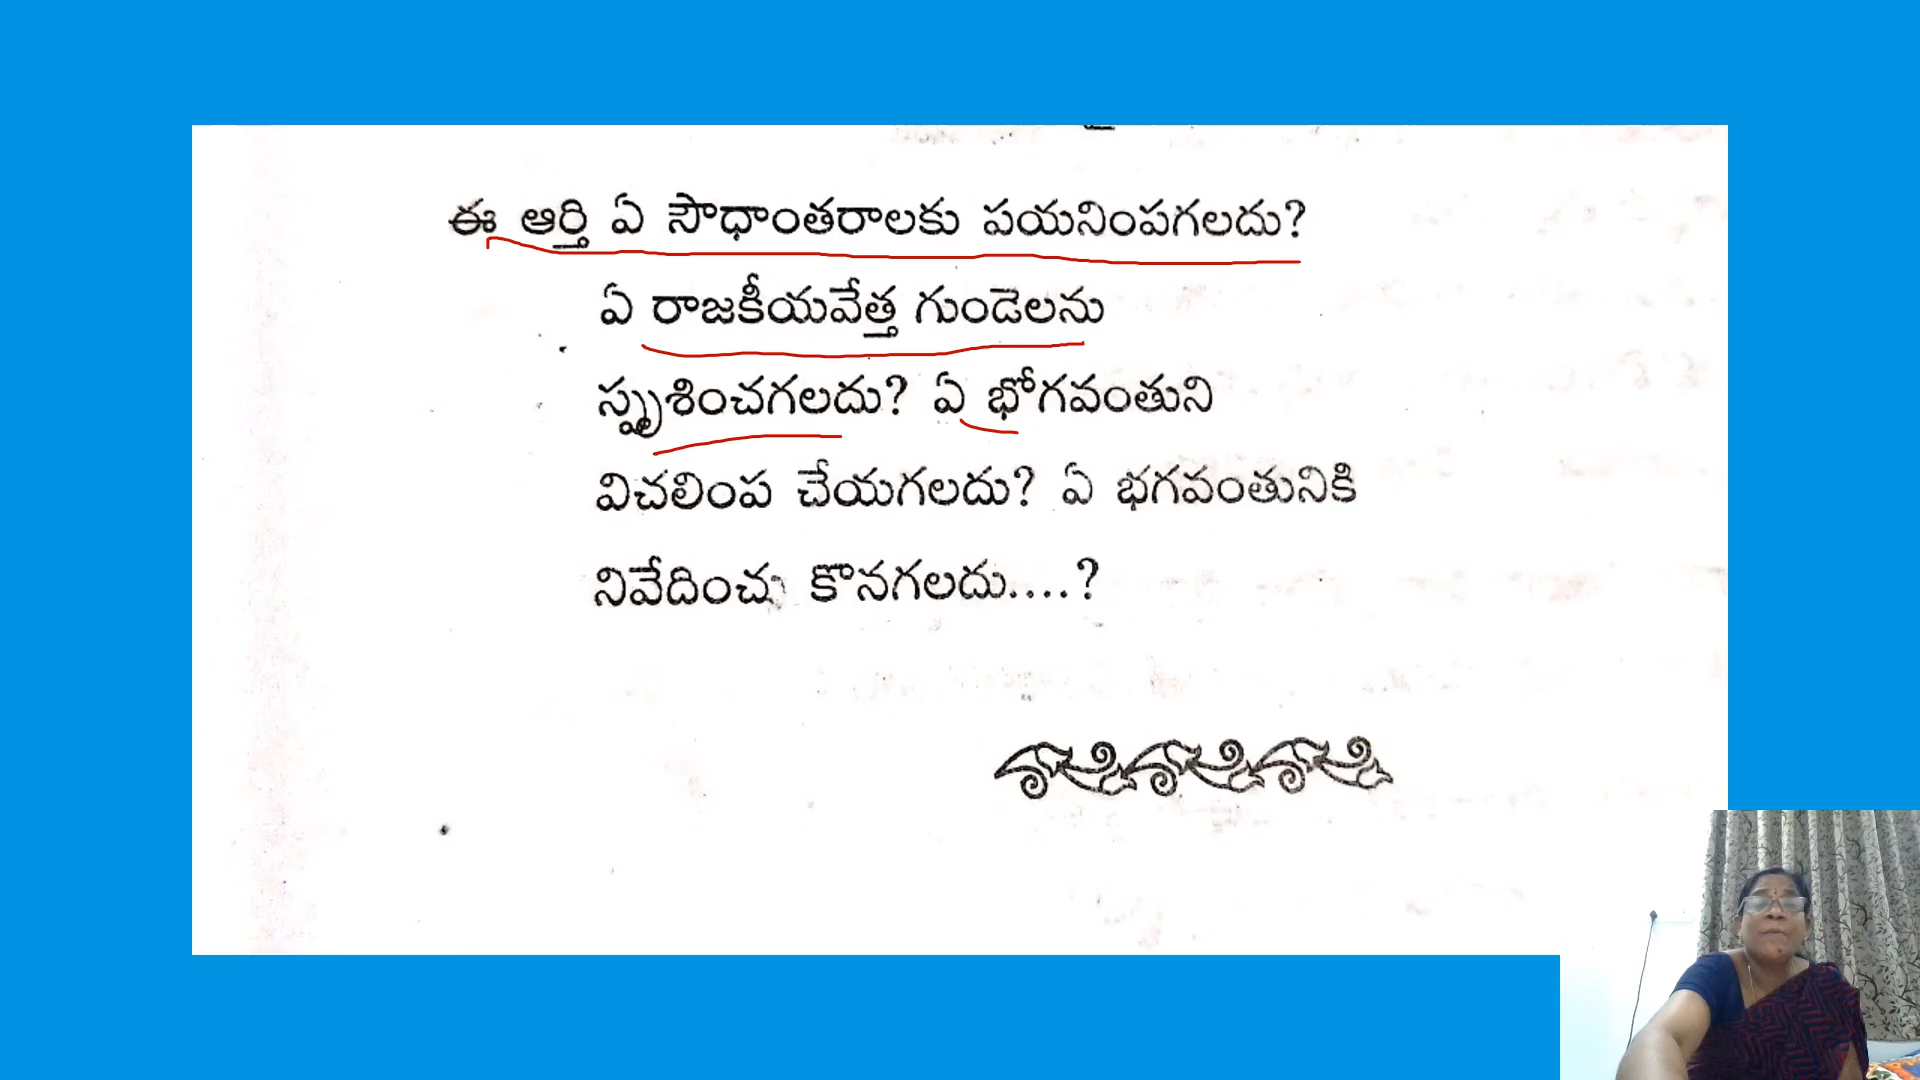 ఈ ఆర్తి ఏ సౌధాంతరాలకు పయనింపగలదు?
ఏ రాజకీయవేత్త గుండెలను
స్పృశించగలదు? ఏ భోగవంతుని
విచలింప చేయగలదు? ఏ భగవంతునికి
నివేదించు కొనగలదు....?